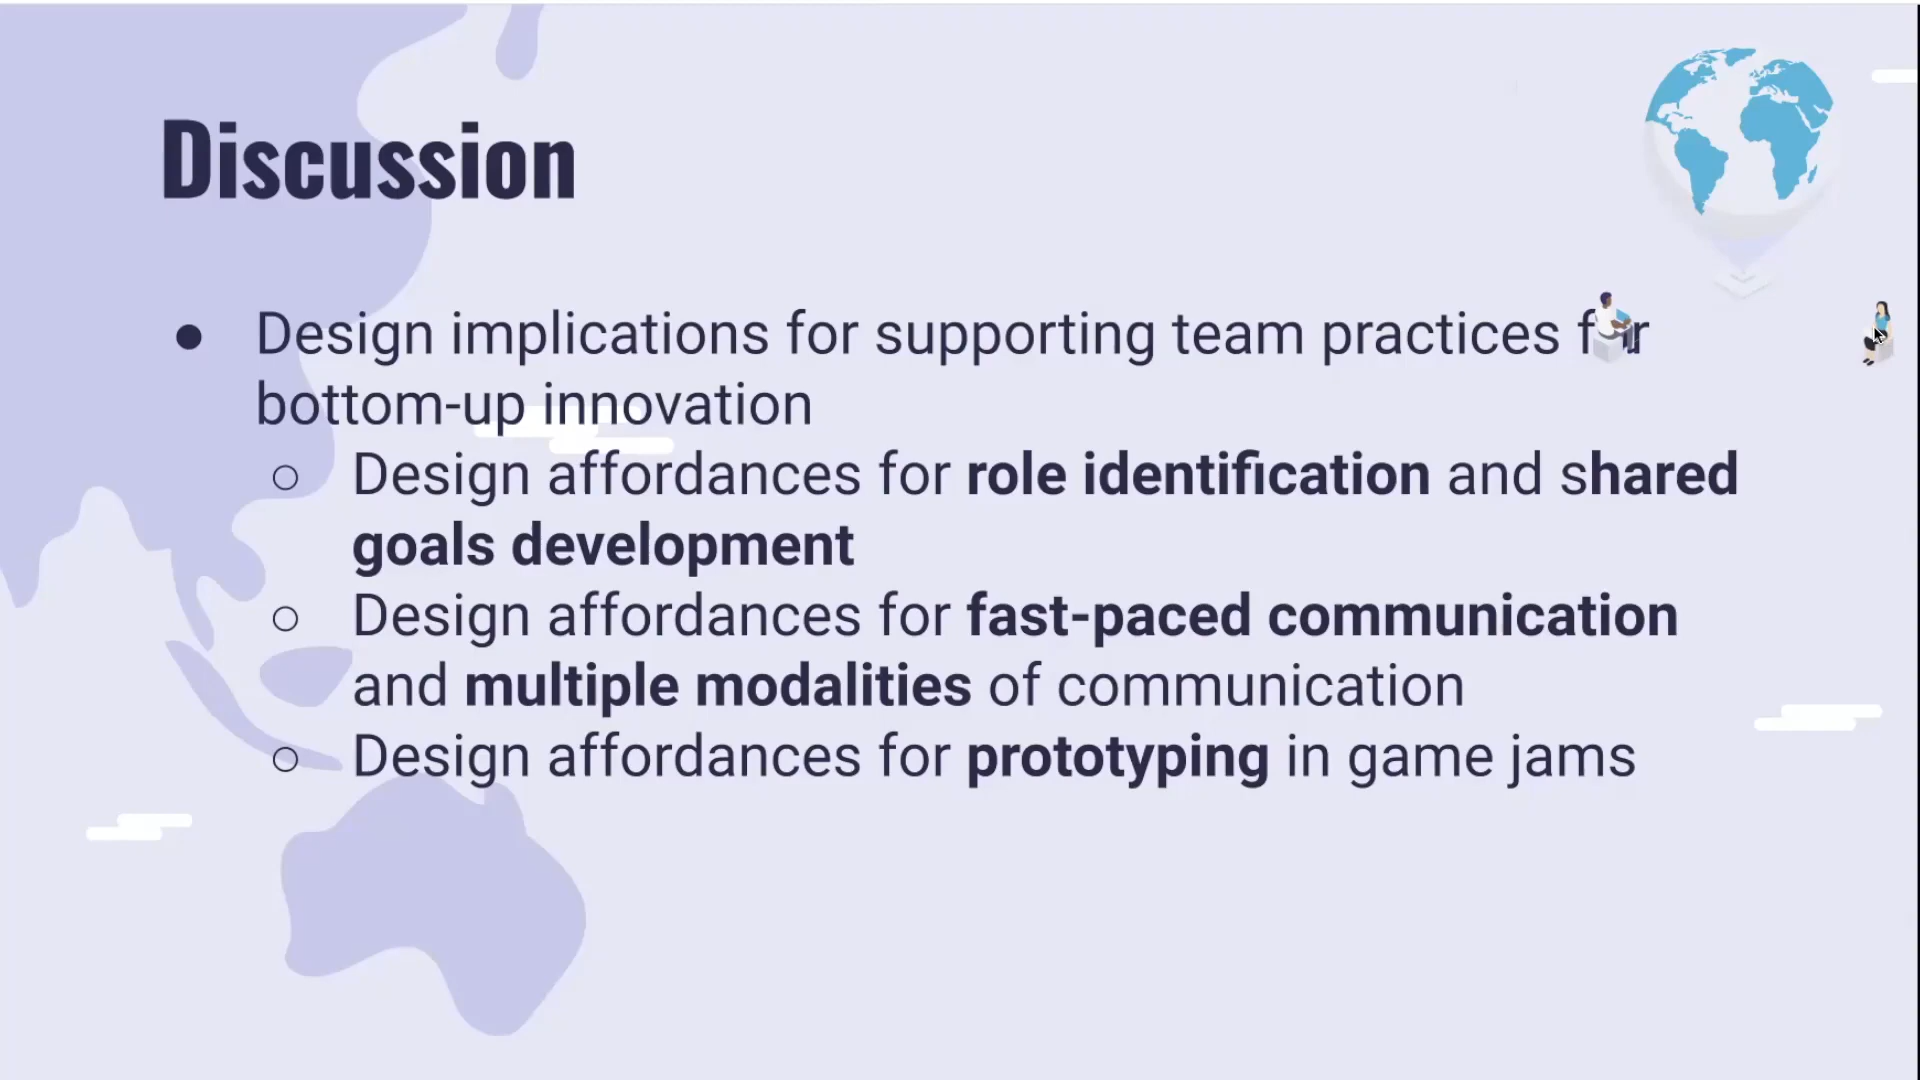 Discussion
● Design implications for supporting team practices for
bottom-up innovation
○ Design affordances for role identification and shared
goals development
○ Design affordances for fast-paced communication
and multiple modalities of communication
○ Design affordances for prototyping in game jams